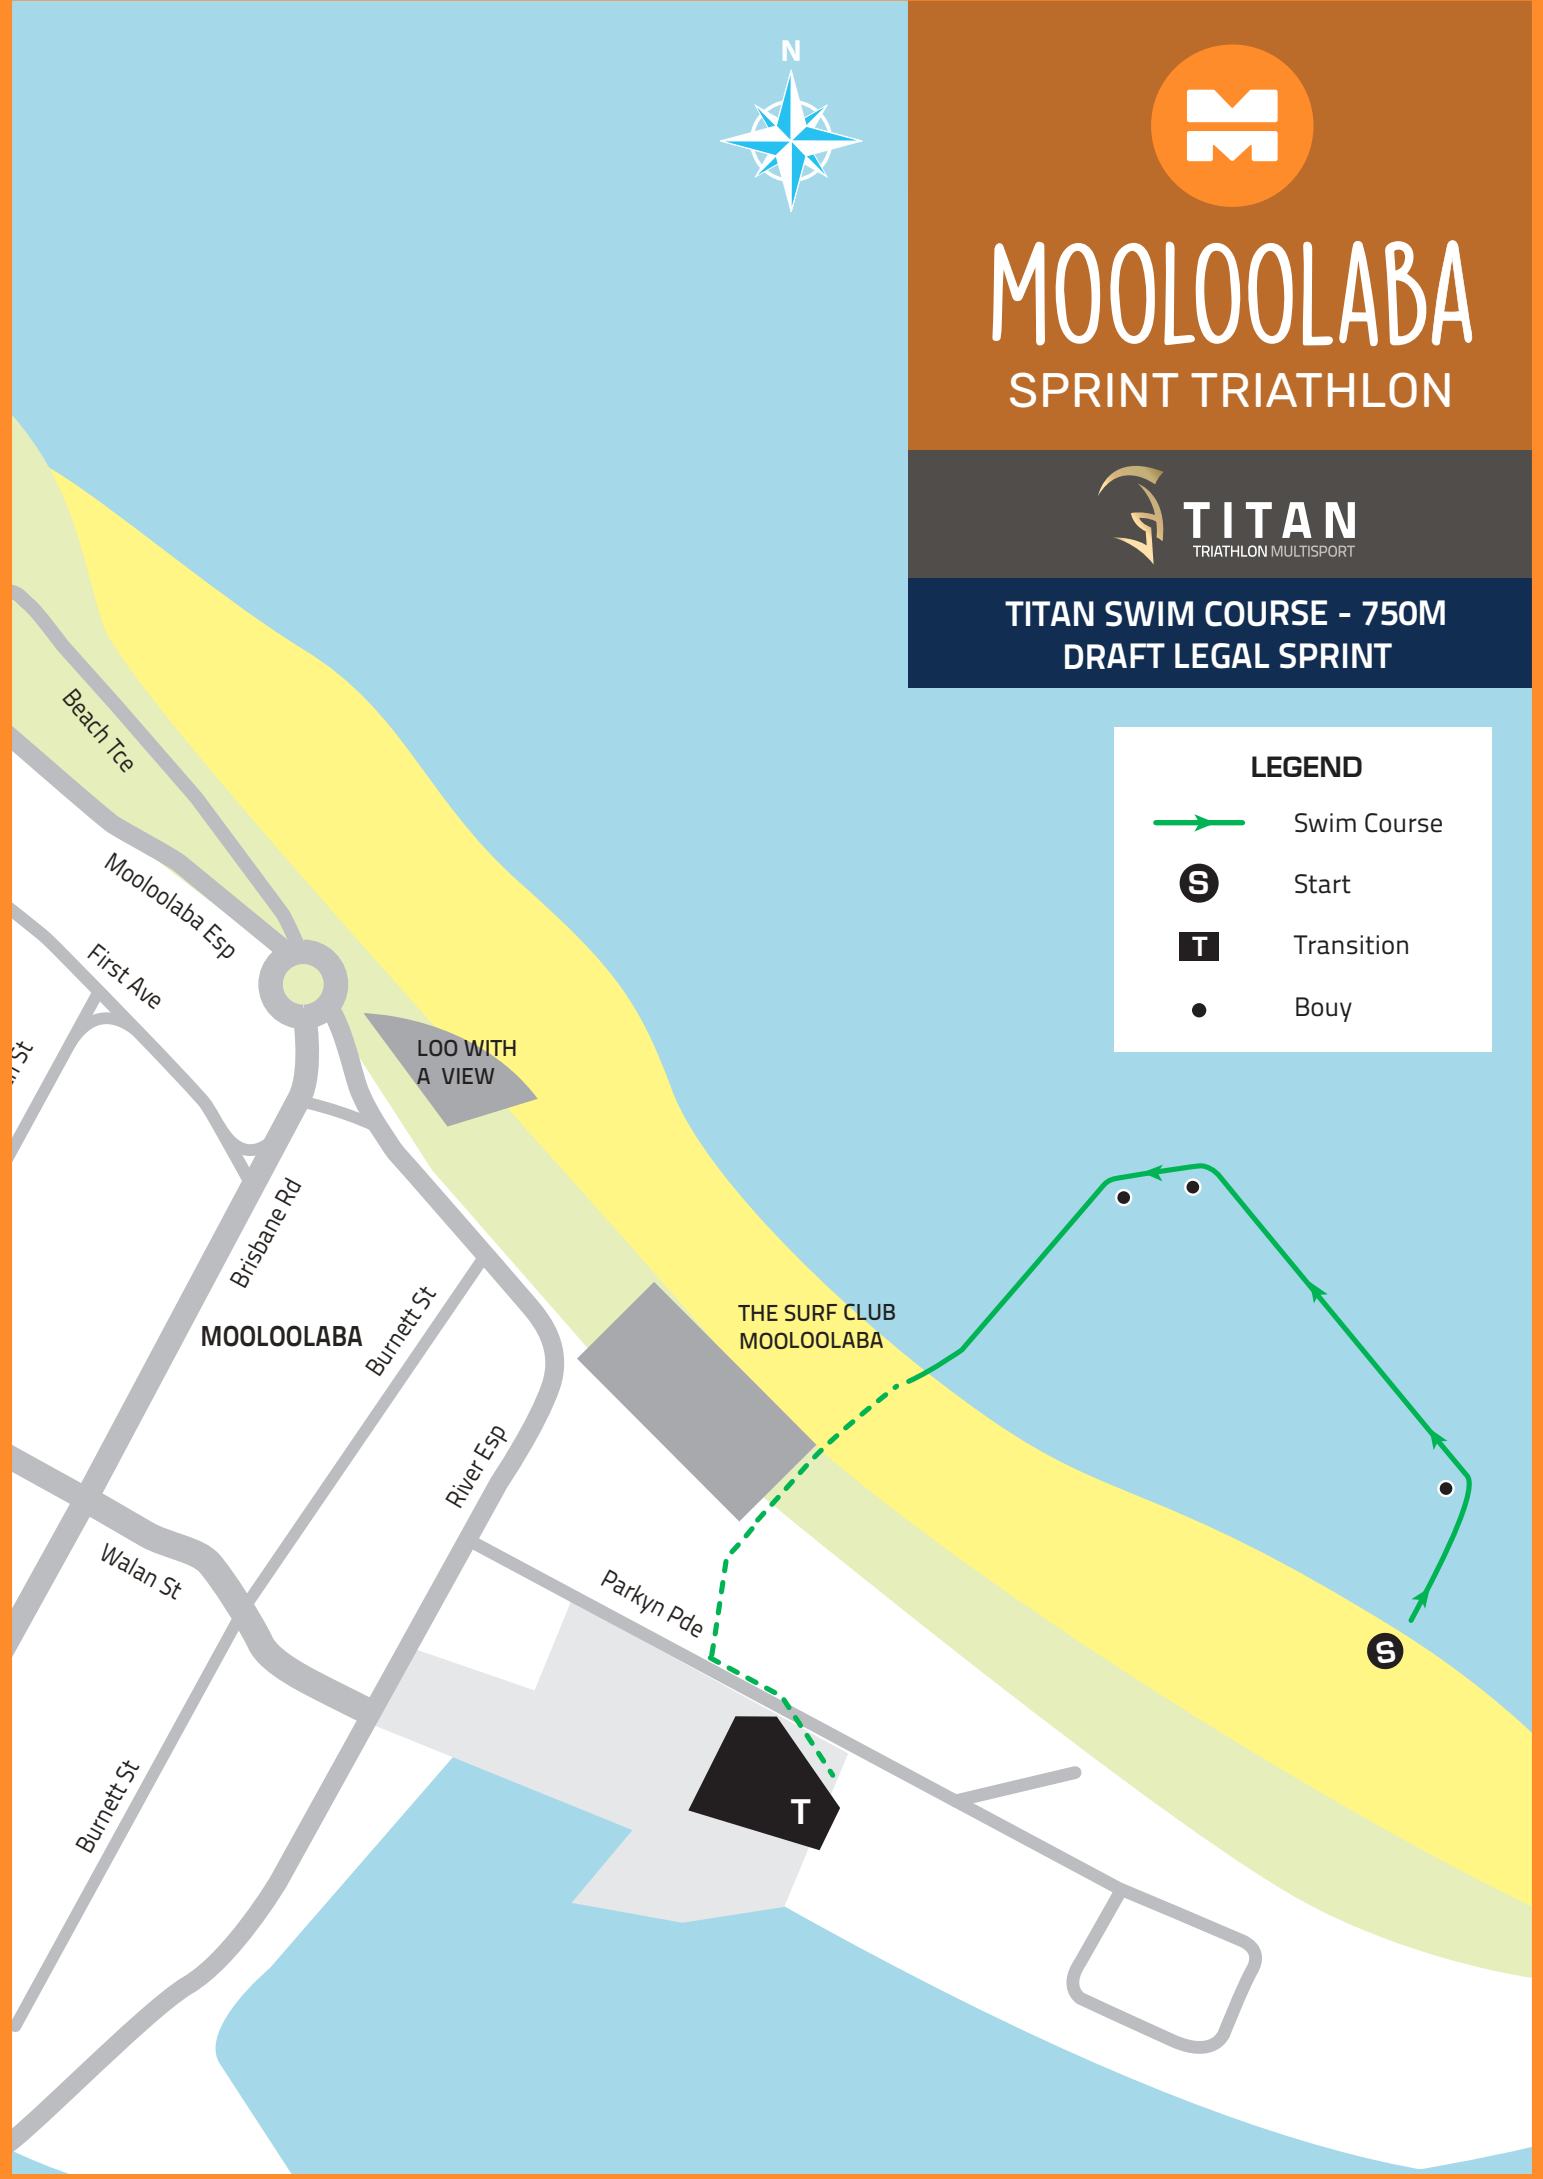 N
MOOLOOLABA
SPRINT TRIATHLON
TITAN
TRIATHLON MULTISPORT
TITAN SWIM COURSE - 750M
DRAFT LEGAL SPRINT
LEGEND
Swim Course
S Start
T Transition
Bouy
Beach Tce
Mooloolaba Esp
First Ave
St
LOO WITH
A VIEW
Brisbane Rd
MOOLOOLABA
Burnett St
THE SURF CLUB
MOOLOOLABA
River Esp
Walan St
Parkyn Pde
S
T
Burnett St